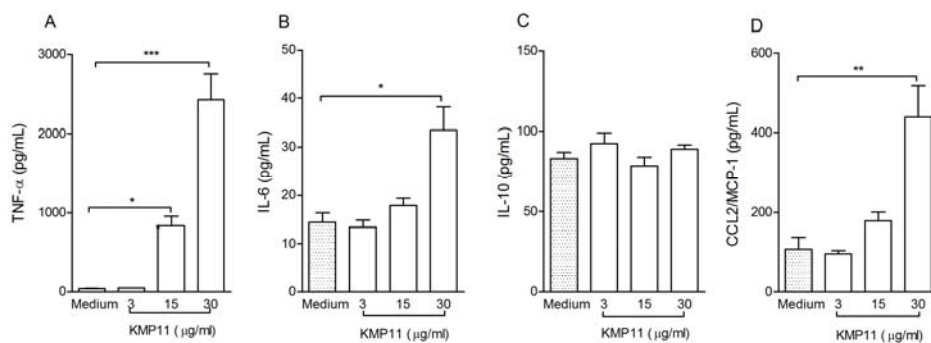 A
TNF-α (pg/mL)
3000
2000
1000
0
***
*
Medium 3 15 30
KMP11 ( μg/ml)
B
IL-6 (pg/mL)
50
40
30
20
10
0
*
Medium 3 15 30
KMP11 ( μg/ml)
C
IL-10 (pg/mL)
150
100
50
0
Medium 3 15 30
KMP11 ( μg/ml)
D
CCL2/MCP-1 (pg/mL)
600
400
200
0
**
Medium 3 15 30
KMP11 ( μg/ml)